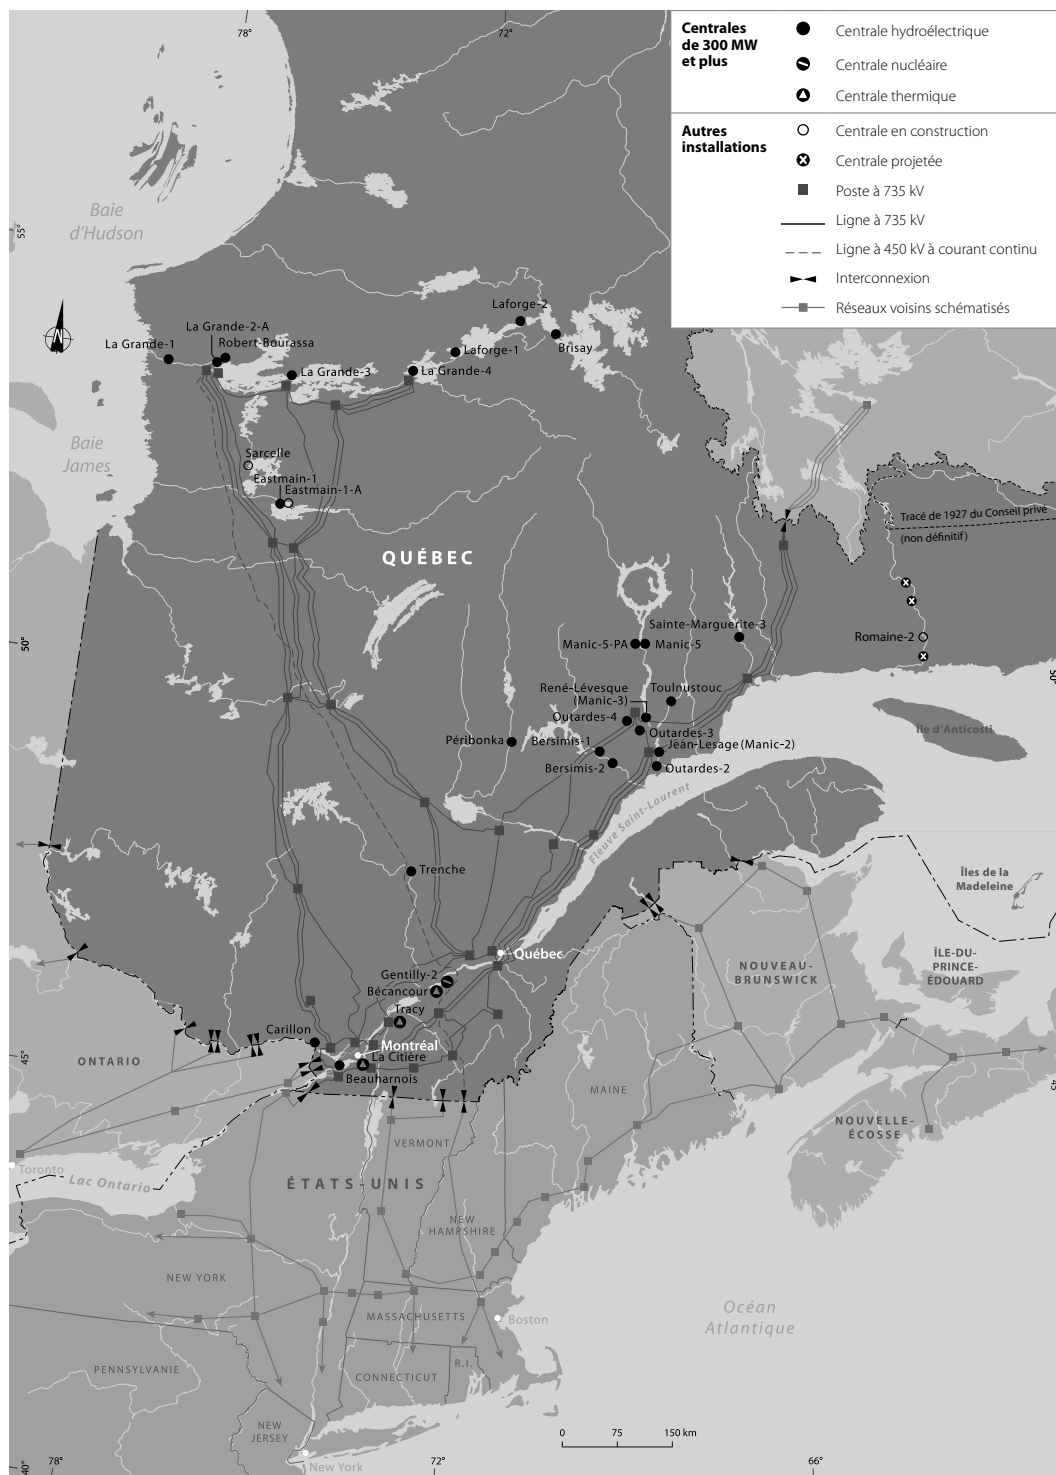 78°
72°
Centrales
de 300 MW
et plus
Centrale hydroélectrique
Centrale nucléaire
Centrale thermique
Autres
installations
Centrale en construction
Centrale projetée
Poste à 735 kV
Ligne à 735 kV
Ligne à 450 kV à courant continu
Interconnexion
Réseaux voisins schématisés
Baie
d'Hudson
55°
La Grande-2-A
Robert-Bourassa
La Grande-1
La Grande-3
Laforge-2
Laforge-1
Brisay
La Grande-4
Baie
James
Sarcelle
Eastmain-1
Eastmain-1-A
Tracé de 1927 du Conseil privé
(non définitif)
QUÉBEC
50°
50°
Sainte-Marguerite-3
Manic-5-PA
Manic-5
Romaine-2
René-Lévesque
(Manic-3)
Toulnustouc
Outardes-4
Outardes-3
Péribonka
Bersimis-1
Jean-Lesage (Manic-2)
Bersimis-2
Outardes-2
Île d'Anticosti
Fleuve Saint-Laurent
Trenche
Îles de la
Madeleine
Québec
Gentilly-2
Bécancour
Tracy
NOUVEAU-
BRUNSWICK
ÎLE-DU-
PRINCE-
ÉDOUARD
Carillon
Montréal
La Citière
Beauharnois
45°
45°
ONTARIO
MAINE
NOUVELLE-
ÉCOSSE
VERMONT
Toronto
Lac Ontario
ÉTATS-UNIS
NEW
HAMPSHIRE
NEW YORK
MASSACHUSETTS
Boston
Océan
Atlantique
PENNSYLVANIE
CONNECTICUT
R.I.
NEW
JERSEY
New York
0 75 150 km
40°
78°
72°
66°